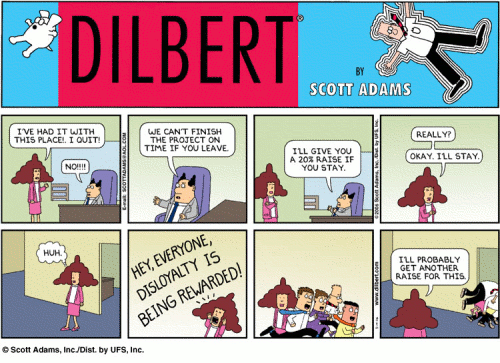 DILBERT
®
BY
SCOTT ADAMS
I'VE HAD IT WITH
THIS PLACE!. I QUIT!
NO!!!!
WE CAN'T FINISH
THE PROJECT ON
TIME IF YOU LEAVE.
I'LL GIVE YOU
A 20% RAISE IF
YOU STAY.
REALLY?
OKAY. I'LL STAY.
HUH.
HEY, EVERYONE,
DISLOYALTY IS
BEING REWARDED!
www.dilbert.com
I'LL PROBABLY
GET ANOTHER
RAISE FOR THIS.
© Scott Adams, Inc./Dist. by UFS, Inc.